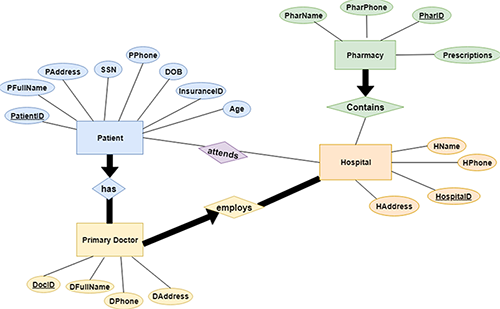 PharName
PharPhone
PharID
Pharmacy
Prescriptions
Contains
PFullName
PAddress
SSN
PPhone
DOB
InsuranceID
Age
PatientID
Patient
attends
has
HName
HPhone
Hospital
HospitalD
HAddress
employs
Primary Doctor
DocID
DFullName
DPhone
DAddress